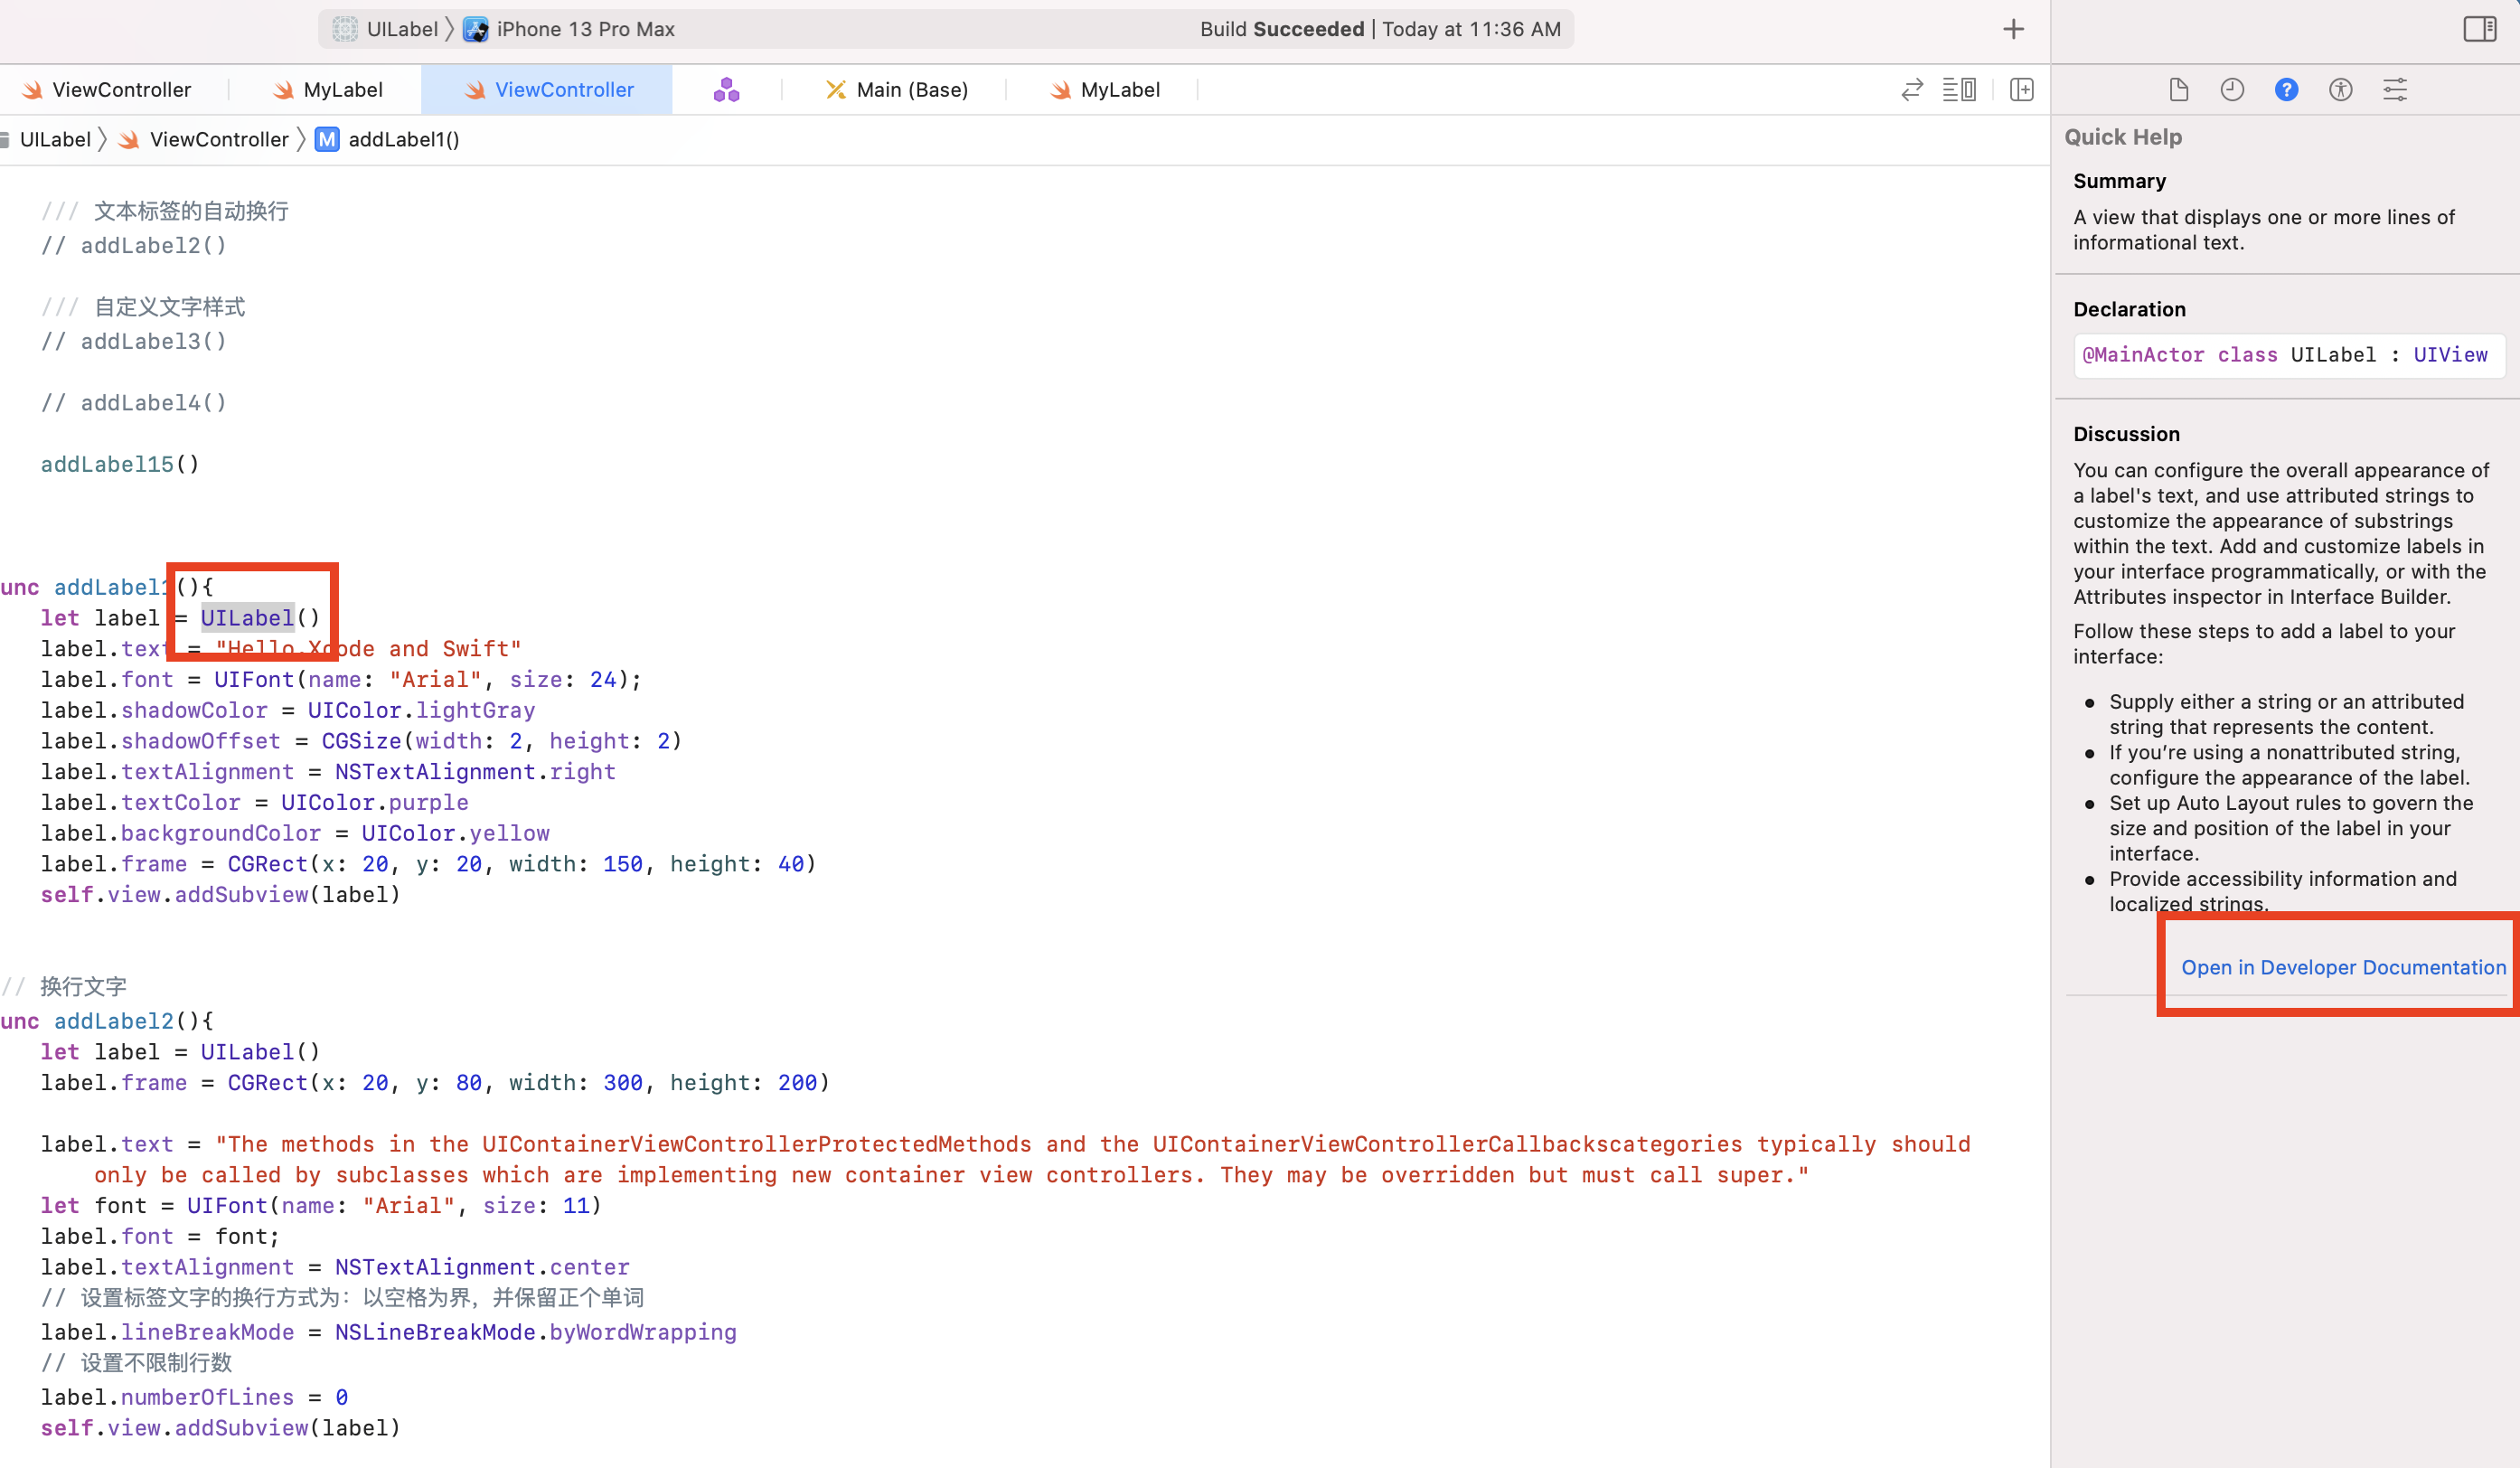 UILabel 〉 iPhone 13 Pro Max
Build Succeeded | Today at 11:36 AM
ViewController
MyLabel
ViewController
Main (Base)
MyLabel
UILabel 〉 ViewController 〉 M addLabel1()
/// 文本标签的自动换行
// addLabel2()
/// 自定义文字样式
// addLabel3()
// addLabel4()
addLabel15()
unc addLabel1(){
let label = UILabel()
label.text = "Hello,Xcode and Swift"
label.font = UIFont(name: "Arial", size: 24);
label.shadowColor = UIColor.lightGray
label.shadowOffset = CGSize(width: 2, height: 2)
label.textAlignment = NSTextAlignment.right
label.textColor = UIColor.purple
label.backgroundColor = UIColor.yellow
label.frame = CGRect(x: 20, y: 20, width: 150, height: 40)
self.view.addSubview(label)
// 换行文字
unc addLabel2(){
let label = UILabel()
label.frame = CGRect(x: 20, y: 80, width: 300, height: 200)
label.text = "The methods in the UIContainerViewControllerProtectedMethods and the UIContainerViewControllerCallbackscategories typically should
only be called by subclasses which are implementing new container view controllers. They may be overridden but must call super."
let font = UIFont(name: "Arial", size: 11)
label.font = font;
label.textAlignment = NSTextAlignment.center
// 设置标签文字的换行方式为：以空格为界，并保留正个单词
label.lineBreakMode = NSLineBreakMode.byWordWrapping
// 设置不限制行数
label.numberOfLines = 0
self.view.addSubview(label)
Quick Help
Summary
A view that displays one or more lines of
informational text.
Declaration
@MainActor class UILabel : UIView
Discussion
You can configure the overall appearance of
a label's text, and use attributed strings to
customize the appearance of substrings
within the text. Add and customize labels in
your interface programmatically, or with the
Attributes inspector in Interface Builder.
Follow these steps to add a label to your
interface:
● Supply either a string or an attributed
string that represents the content.
● If you’re using a nonattributed string,
configure the appearance of the label.
● Set up Auto Layout rules to govern the
size and position of the label in your
interface.
● Provide accessibility information and
localized strings.
Open in Developer Documentation